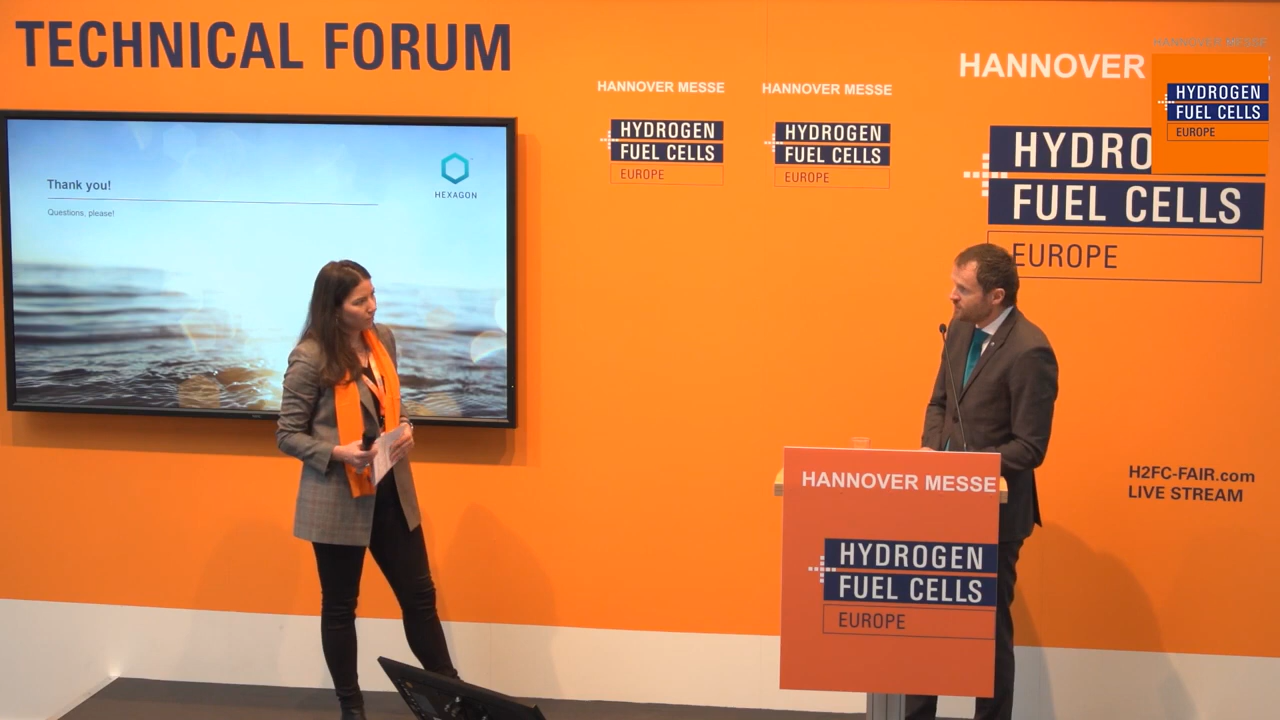 TECHNICAL FORUM
Thank you!
Questions, please!
HEXAGON
HANNOVER MESSE
HYDROGEN
FUEL CELLS
EUROPE
HANNOVER MESSE
HYDROGEN
FUEL CELLS
EUROPE
HANNOVER
HYDRO
FUEL CELLS
EUROPE
HANNOVER MESSE
HYDROGEN
FUEL CELLS
EUROPE
H2FC-FAIR.com
LIVE STREAM
HANNOVER MESSE
HYDROGEN
FUEL CELLS
EUROPE